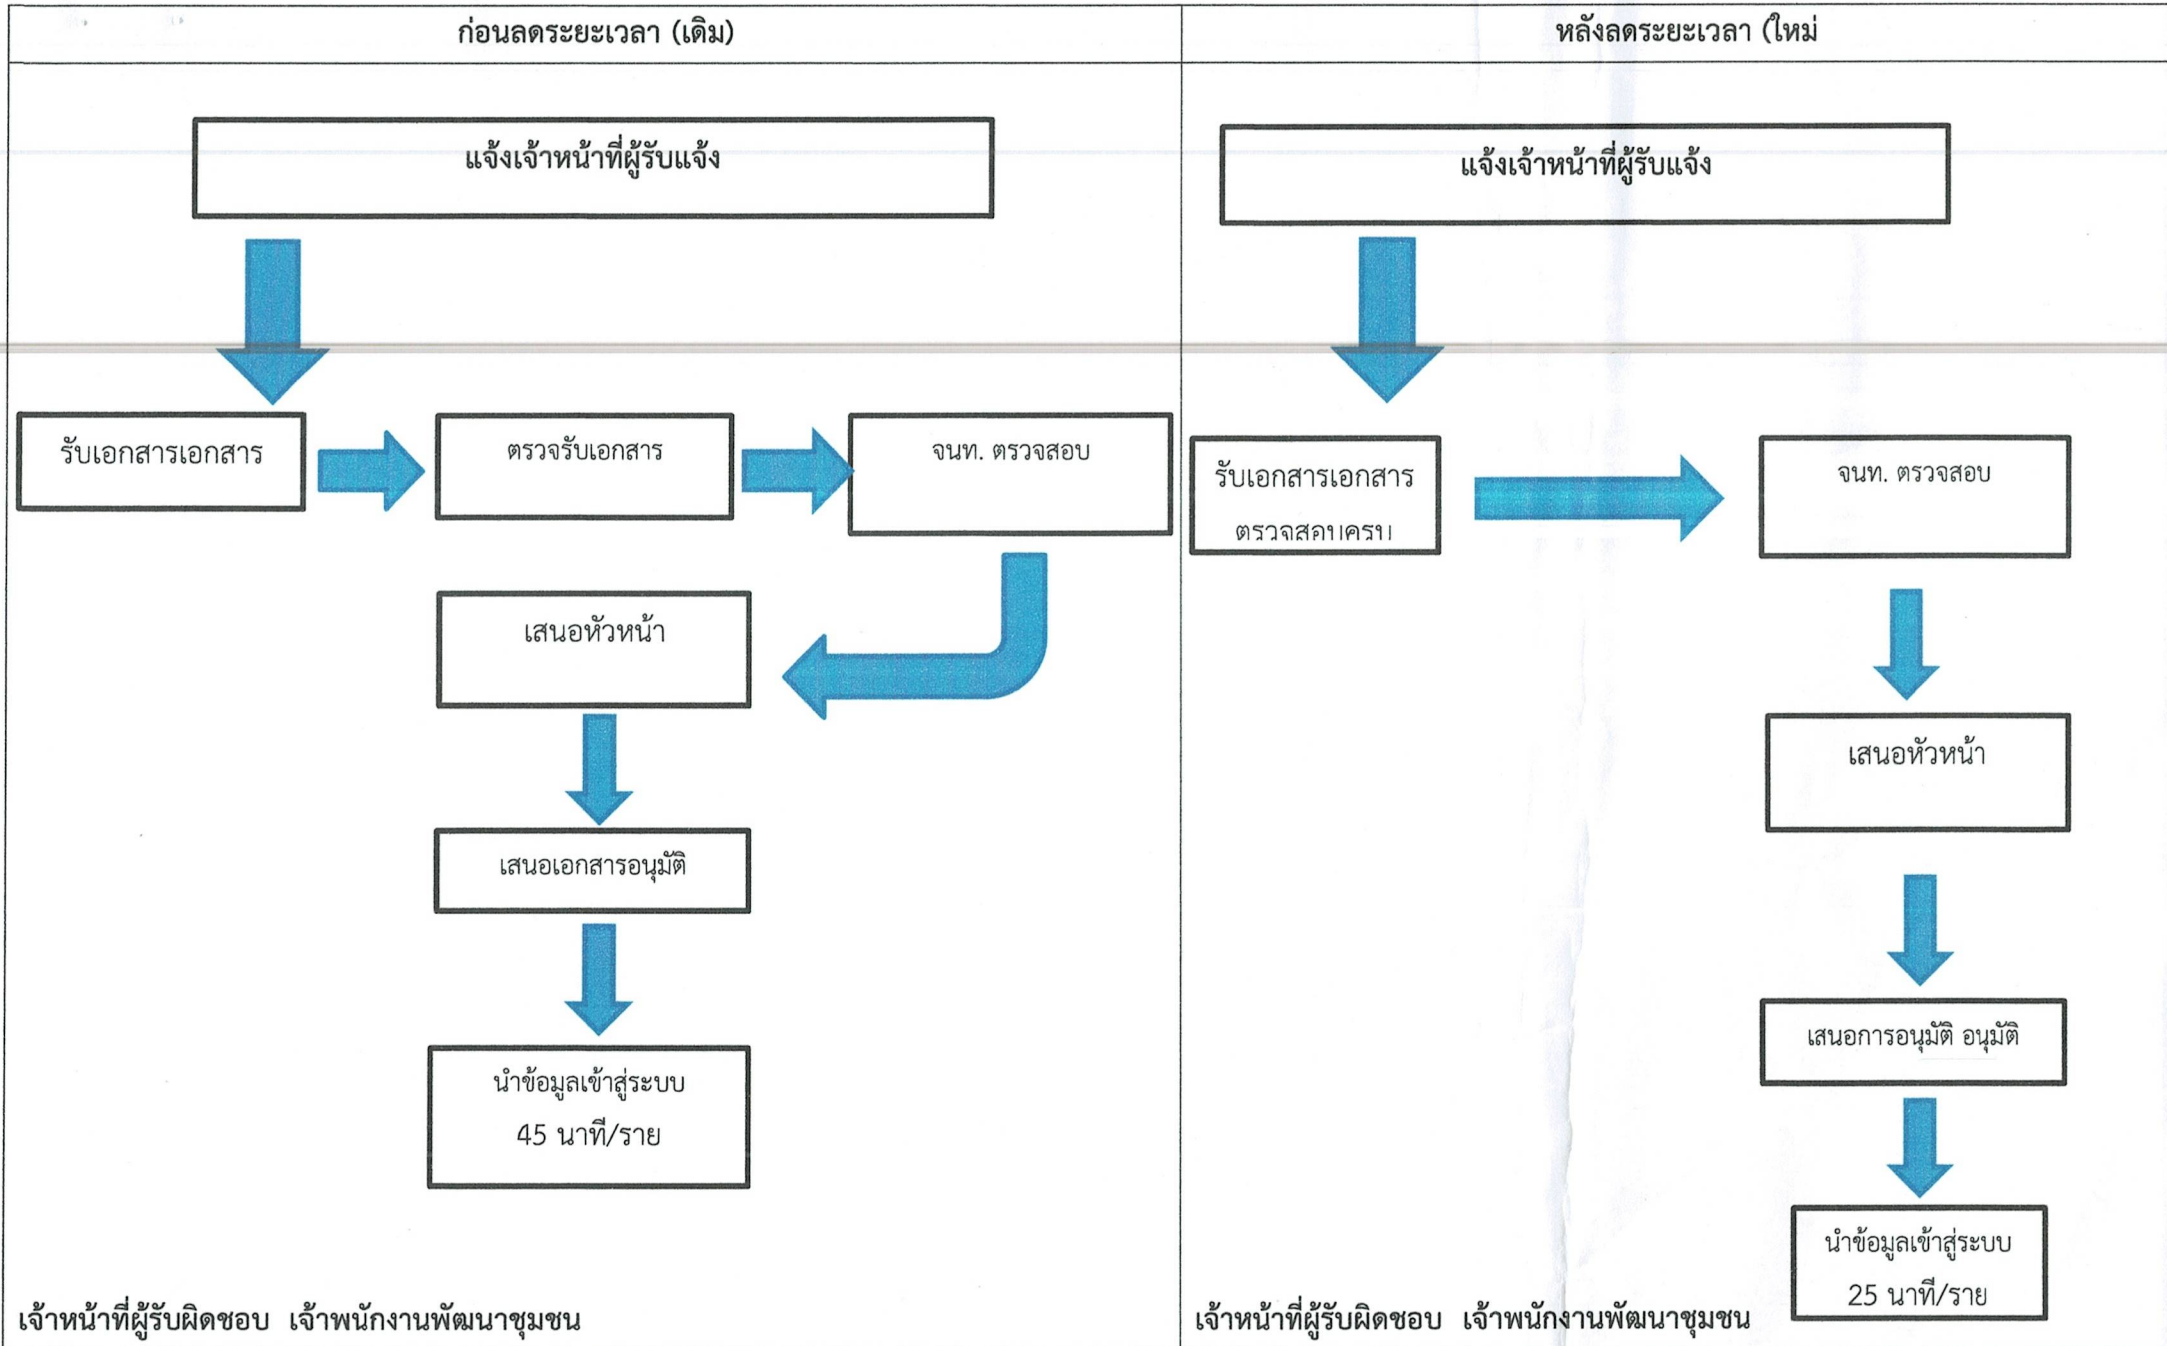 ก่อนลดระยะเวลา (เดิม)
แจ้งเจ้าหน้าที่ผู้รับแจ้ง
รับเอกสารเอกสาร
ตรวจรับเอกสาร
จนท. ตรวจสอบ
เสนอหัวหน้า
เสนอเอกสารอนุมัติ
นำข้อมูลเข้าสู่ระบบ
45 นาที/ราย
เจ้าหน้าที่ผู้รับผิดชอบ เจ้าพนักงานพัฒนาชุมชน
หลังลดระยะเวลา (ใหม่
แจ้งเจ้าหน้าที่ผู้รับแจ้ง
รับเอกสารเอกสาร
ตรวจสอบครบ
จนท. ตรวจสอบ
เสนอหัวหน้า
เสนอการอนุมัติ อนุมัติ
นำข้อมูลเข้าสู่ระบบ
25 นาที/ราย
เจ้าหน้าที่ผู้รับผิดชอบ เจ้าพนักงานพัฒนาชุมชน